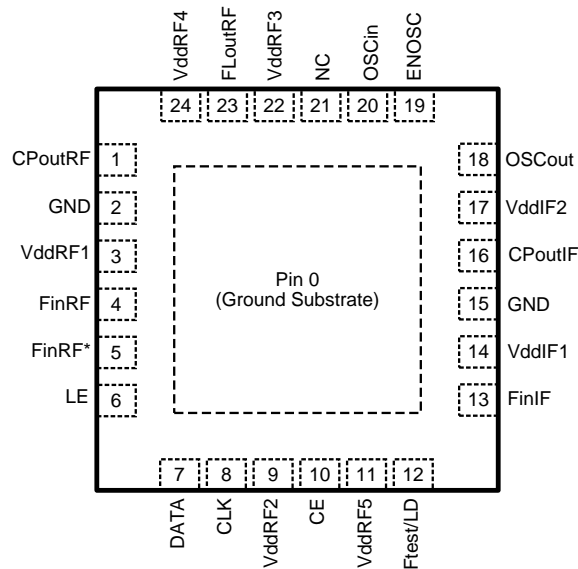 VddRF4
FLoutRF
VddRF3
NC
OSCin
ENOSC
24
23
22
21
20
19
CPoutRF
1
GND
2
VddRF1
3
FinRF
4
FinRF*
5
LE
6
Pin 0
(Ground Substrate)
18
OSCout
17
VddIF2
16
CPoutIF
15
GND
14
VddIF1
13
FinIF
7
8
9
10
11
12
DATA
CLK
VddRF2
CE
VddRF5
Ftest/LD